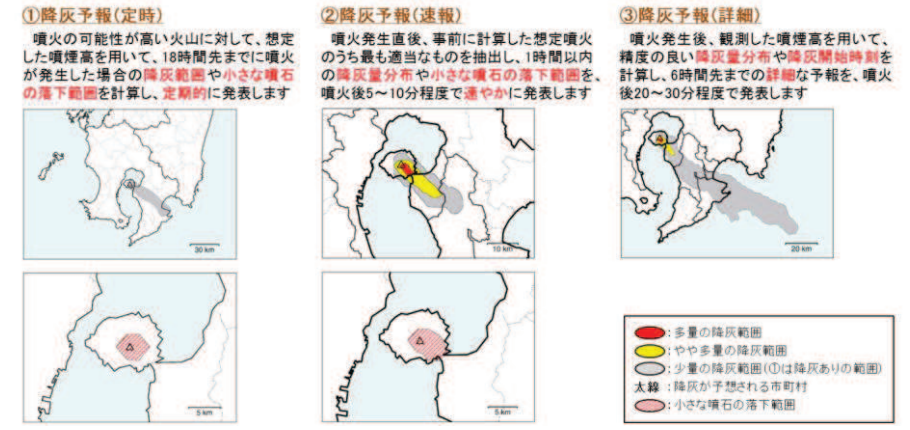 ①降灰予報(定時)
噴火の可能性が高い火山に対して、想定
した噴煙高を用いて、18時間先までに噴火
が発生した場合の降灰範囲や小さな噴石
の落下範囲を計算し、定期的に発表します
30 km
5 km
②降灰予報(速報)
噴火発生直後、事前に計算した想定噴火
のうち最も適当なものを抽出し、1時間以内
の降灰量分布や小さな噴石の落下範囲を、
噴火後5～10分程度で速やかに発表します
10 km
5 km
③降灰予報(詳細)
噴火発生後、観測した噴煙高を用いて、
精度の良い降灰量分布や降灰開始時刻を
計算し、6時間先までの詳細な予報を、噴火
後20～30分程度で発表します
20 km
:多量の降灰範囲
:やや多量の降灰範囲
:少量の降灰範囲(①は降灰ありの範囲)
太線 :降灰が予想される市町村
:小さな噴石の落下範囲